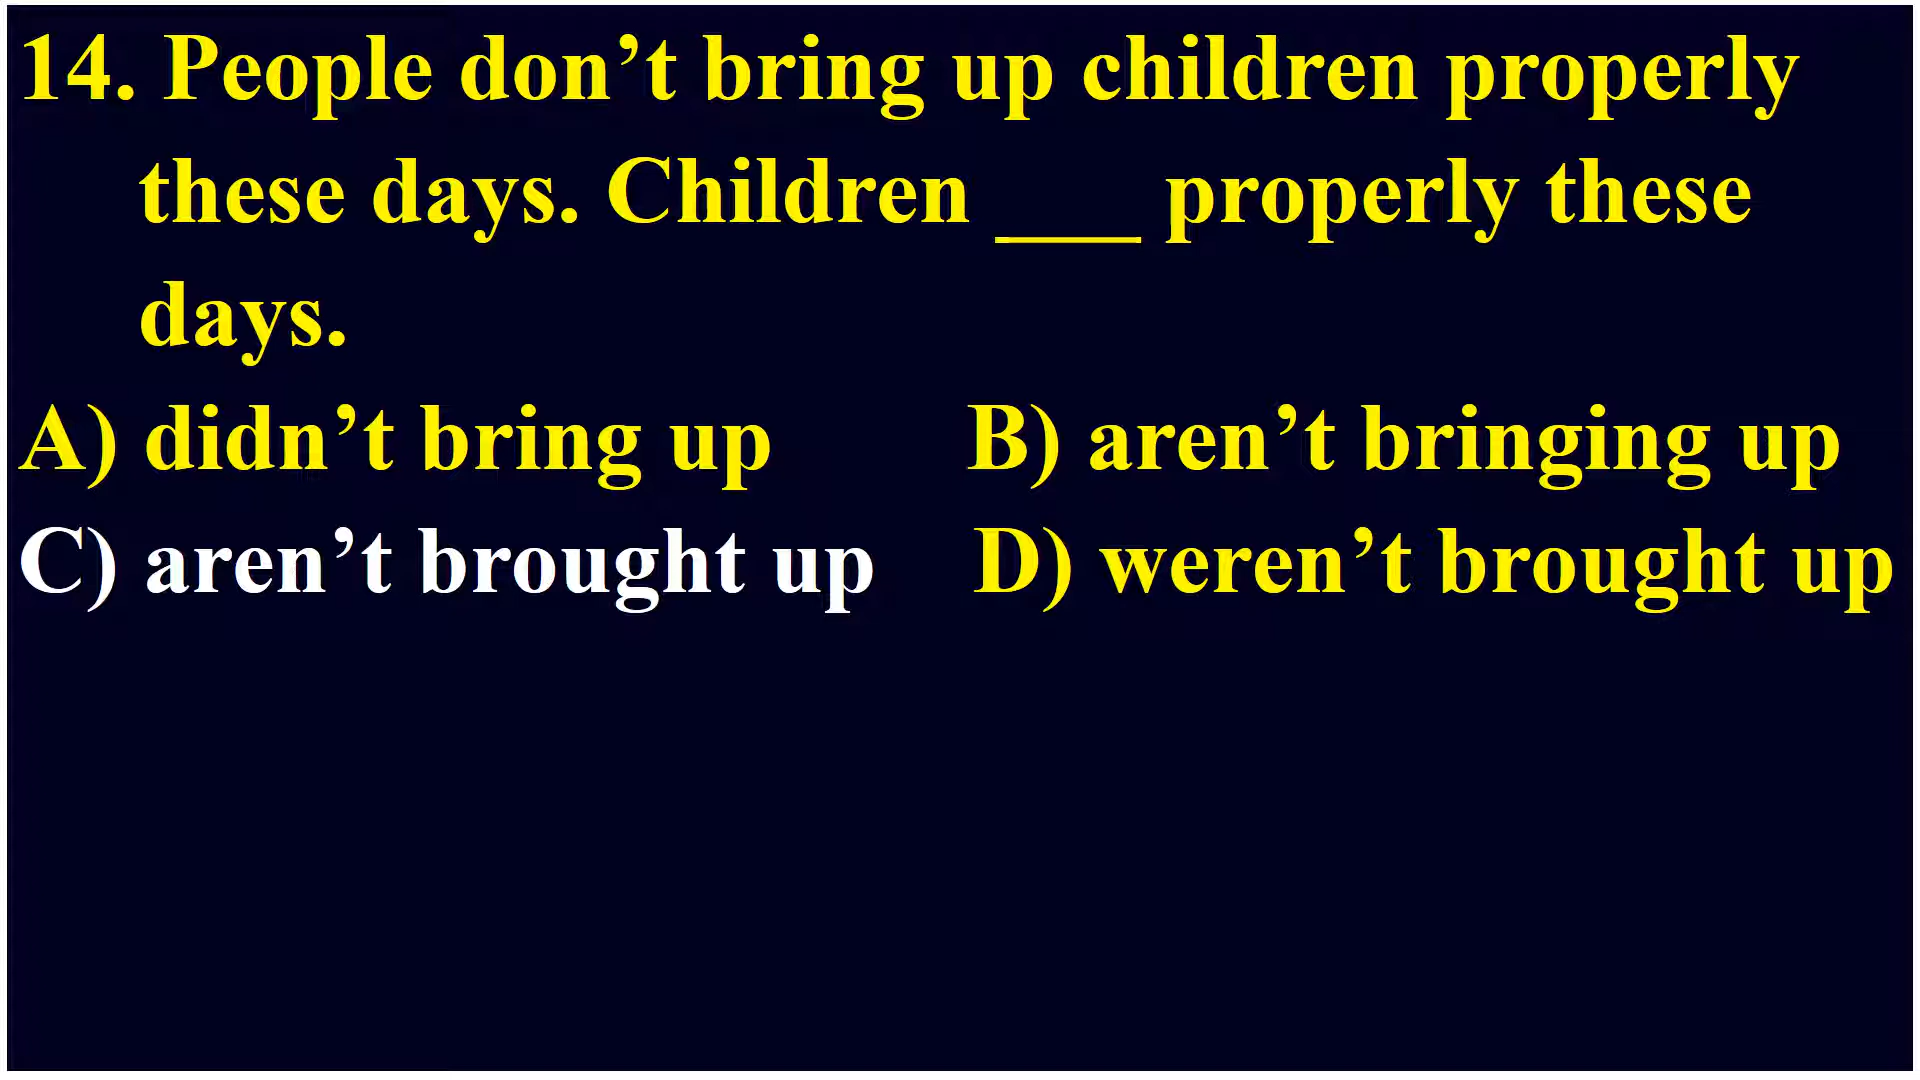 14. People don’t bring up children properly
these days. Children ___ properly these
days.
A) didn’t bring up B) aren’t bringing up
C) aren’t brought up D) weren’t brought up